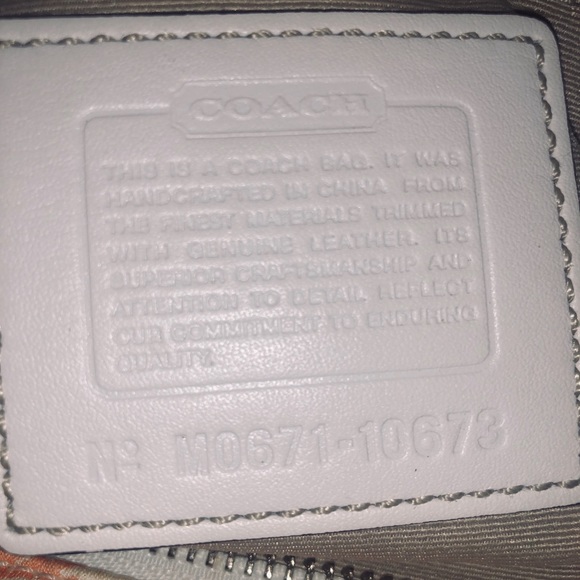 COACH
THIS IS A COACH BAG. IT WAS
HANDCRAFTED IN CHINA FROM
THE FINEST MATERIALS TRIMMED
WITH GENUINE LEATHER. ITS
SUPERIOR CRAFTSMANSHIP AND
ATTENTION TO DETAIL REFLECT
OUR COMMITMENT TO ENDURING
QUALITY.
Nº M0671-10673